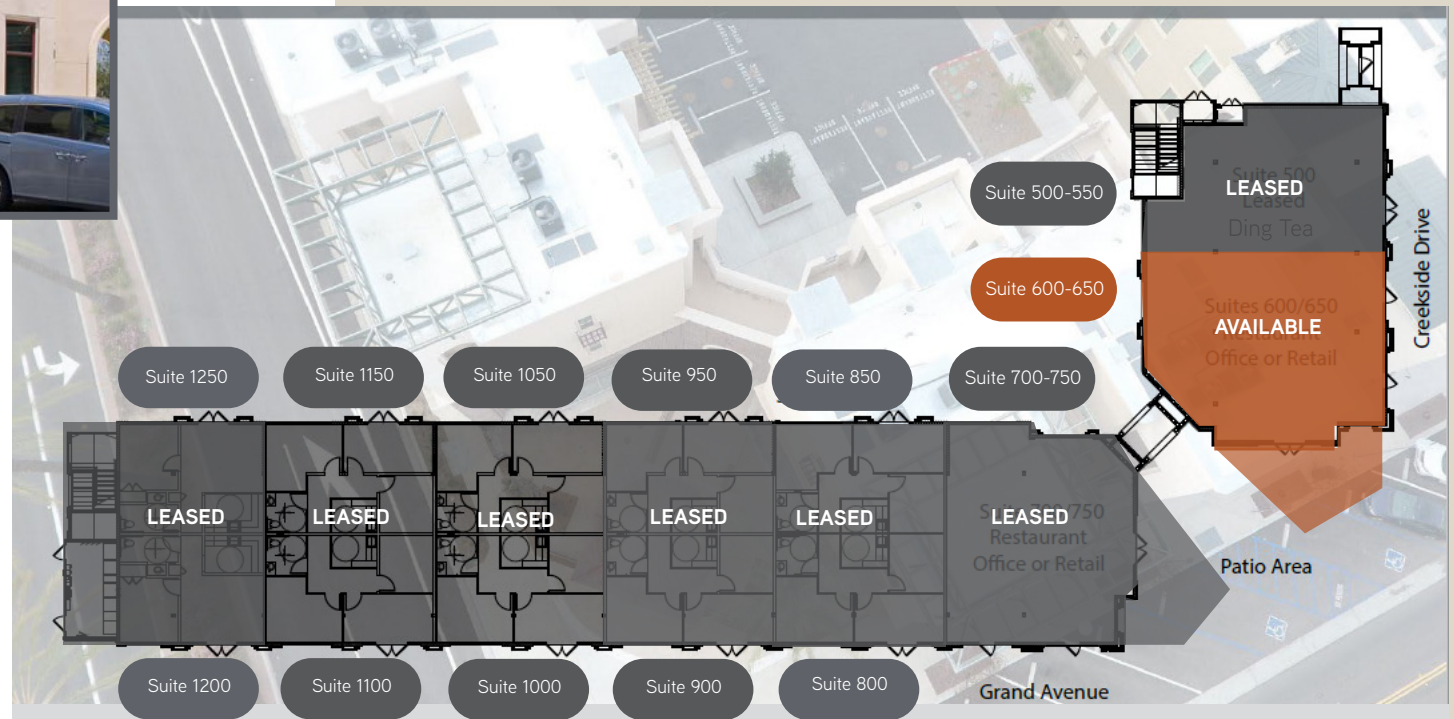 Suite 500-550
Suite 500
LEASED
Leased
Ding Tea
Suite 600-650
Suites 600/650
AVAILABLE
Restaurant
Office or Retail
Creekside Drive
Suite 1250
Suite 1150
Suite 1050
Suite 950
Suite 850
Suite 700-750
LEASED
LEASED
LEASED
LEASED
LEASED
LEASED
/750
Restaurant
Office or Retail
Patio Area
Suite 1200
Suite 1100
Suite 1000
Suite 900
Suite 800
Grand Avenue